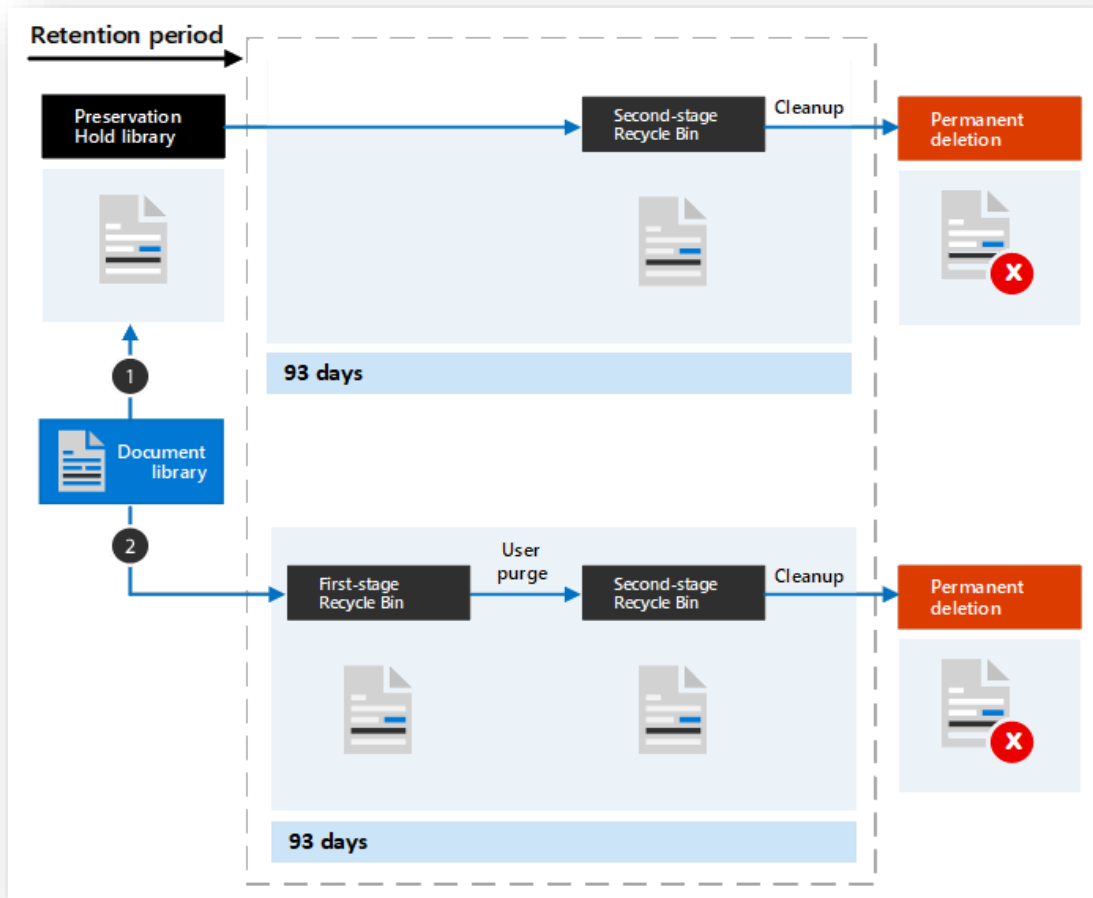 Retention period
Preservation
Hold library
Second-stage
Recycle Bin
Cleanup
Permanent
deletion
X
93 days
1
Document
library
2
First-stage
Recycle Bin
User
purge
Second-stage
Recycle Bin
Cleanup
Permanent
deletion
X
93 days